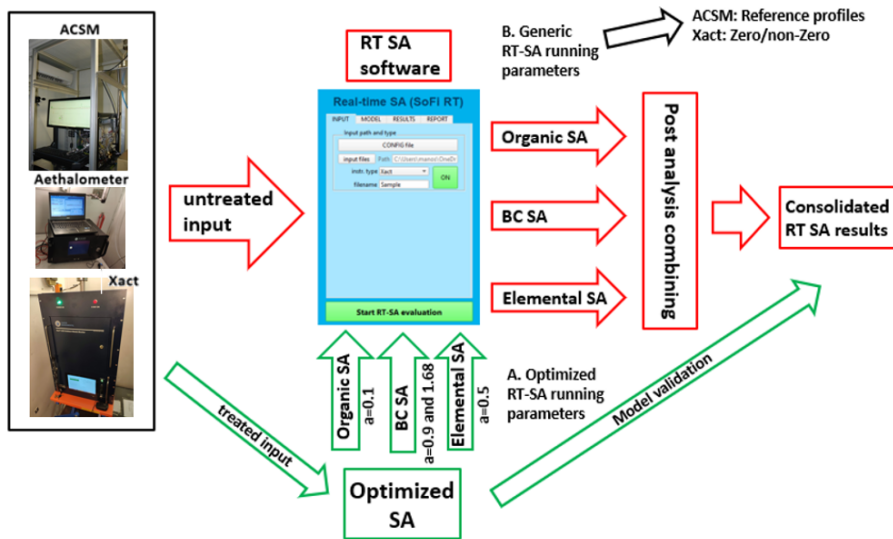 ACSM
Aethalometer
Xact
untreated
input
treated input
RT SA
software
Real-time SA (SoFi RT)
INPUT MODEL RESULTS REPORT
Input path and type
CONFIG file
input files Path: C:\Users\manos\OneDr
instr. type Xact
ON
filename Sample
Start RT-SA evaluation
B. Generic
RT-SA running
parameters
ACSM: Reference profiles
Xact: Zero/non-Zero
Organic SA
BC SA
Elemental SA
Post analysis combining
Consolidated
RT SA results
Organic SA
a=0.1
BC SA
a=0.9 and 1.68
Elemental SA
a=0.5
A. Optimized
RT-SA running
parameters
Model validation
Optimized
SA